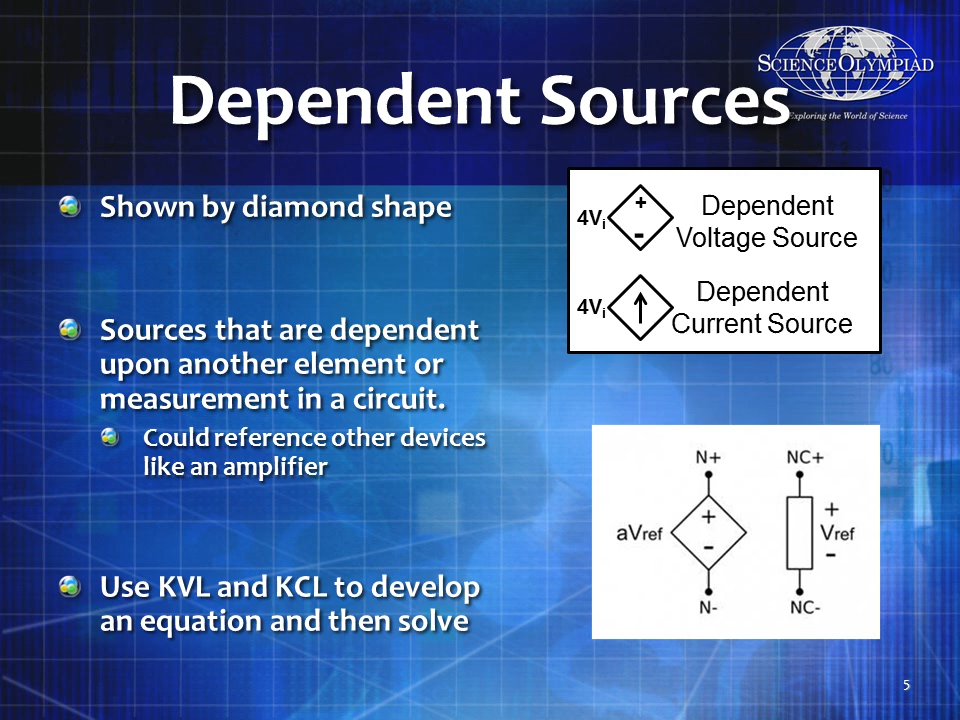 Dependent Sources
SCIENCE OLYMPIAD
Exploring the World of Science
Shown by diamond shape
Sources that are dependent
upon another element or
measurement in a circuit.
Could reference other devices
like an amplifier
Use KVL and KCL to develop
an equation and then solve
4Vi
+
-
Dependent
Voltage Source
4Vi
Dependent
Current Source
N+
NC+
aVref
+
-
+
Vref
-
N-
NC-
5